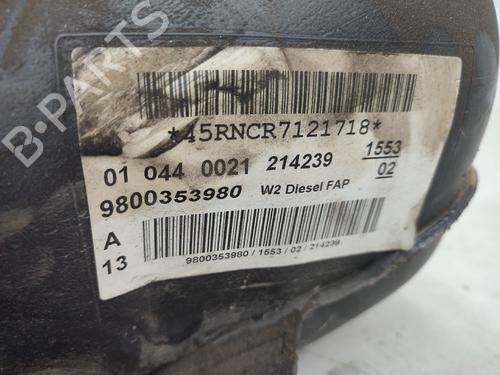 B-PARTS
*45RNCR7121718*
01 044 0021 214239 1553
02
9800353980 W2 Diesel FAP
A
13
9800353980 / 1553 / 02 / 214239